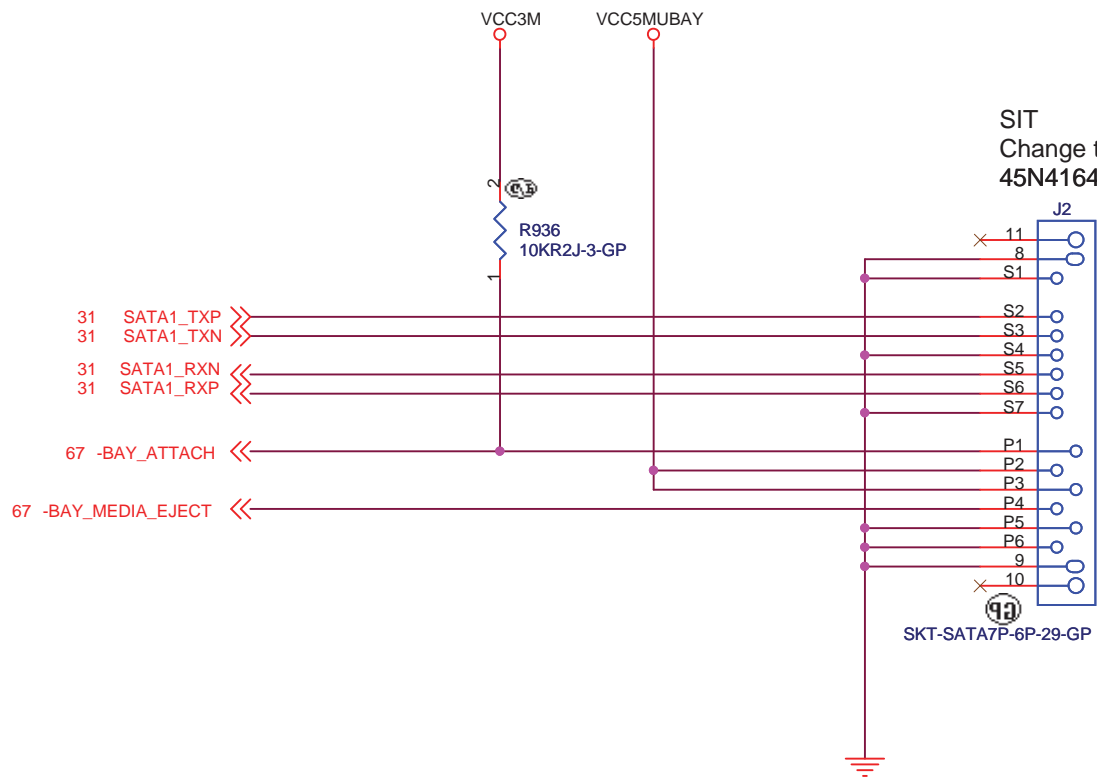 VCC3M
VCC5MUBAY
SIT
Change t
45N4164
J2
2
R936
10KR2J-3-GP
1
31 SATA1_TXP
31 SATA1_TXN
31 SATA1_RXN
31 SATA1_RXP
67 -BAY_ATTACH
67 -BAY_MEDIA_EJECT
11
8
S1
S2
S3
S4
S5
S6
S7
P1
P2
P3
P4
P5
P6
9
10
GP
SKT-SATA7P-6P-29-GP